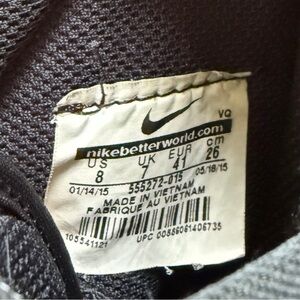 VQ
nikebetterworld.com
US UK EUR cm
8 7 41 26
01/14/15 555272-015 05/18/15
MADE IN VIETNAM
FABRIQUE AU VIETNAM
105541121
UPC 00886061406735